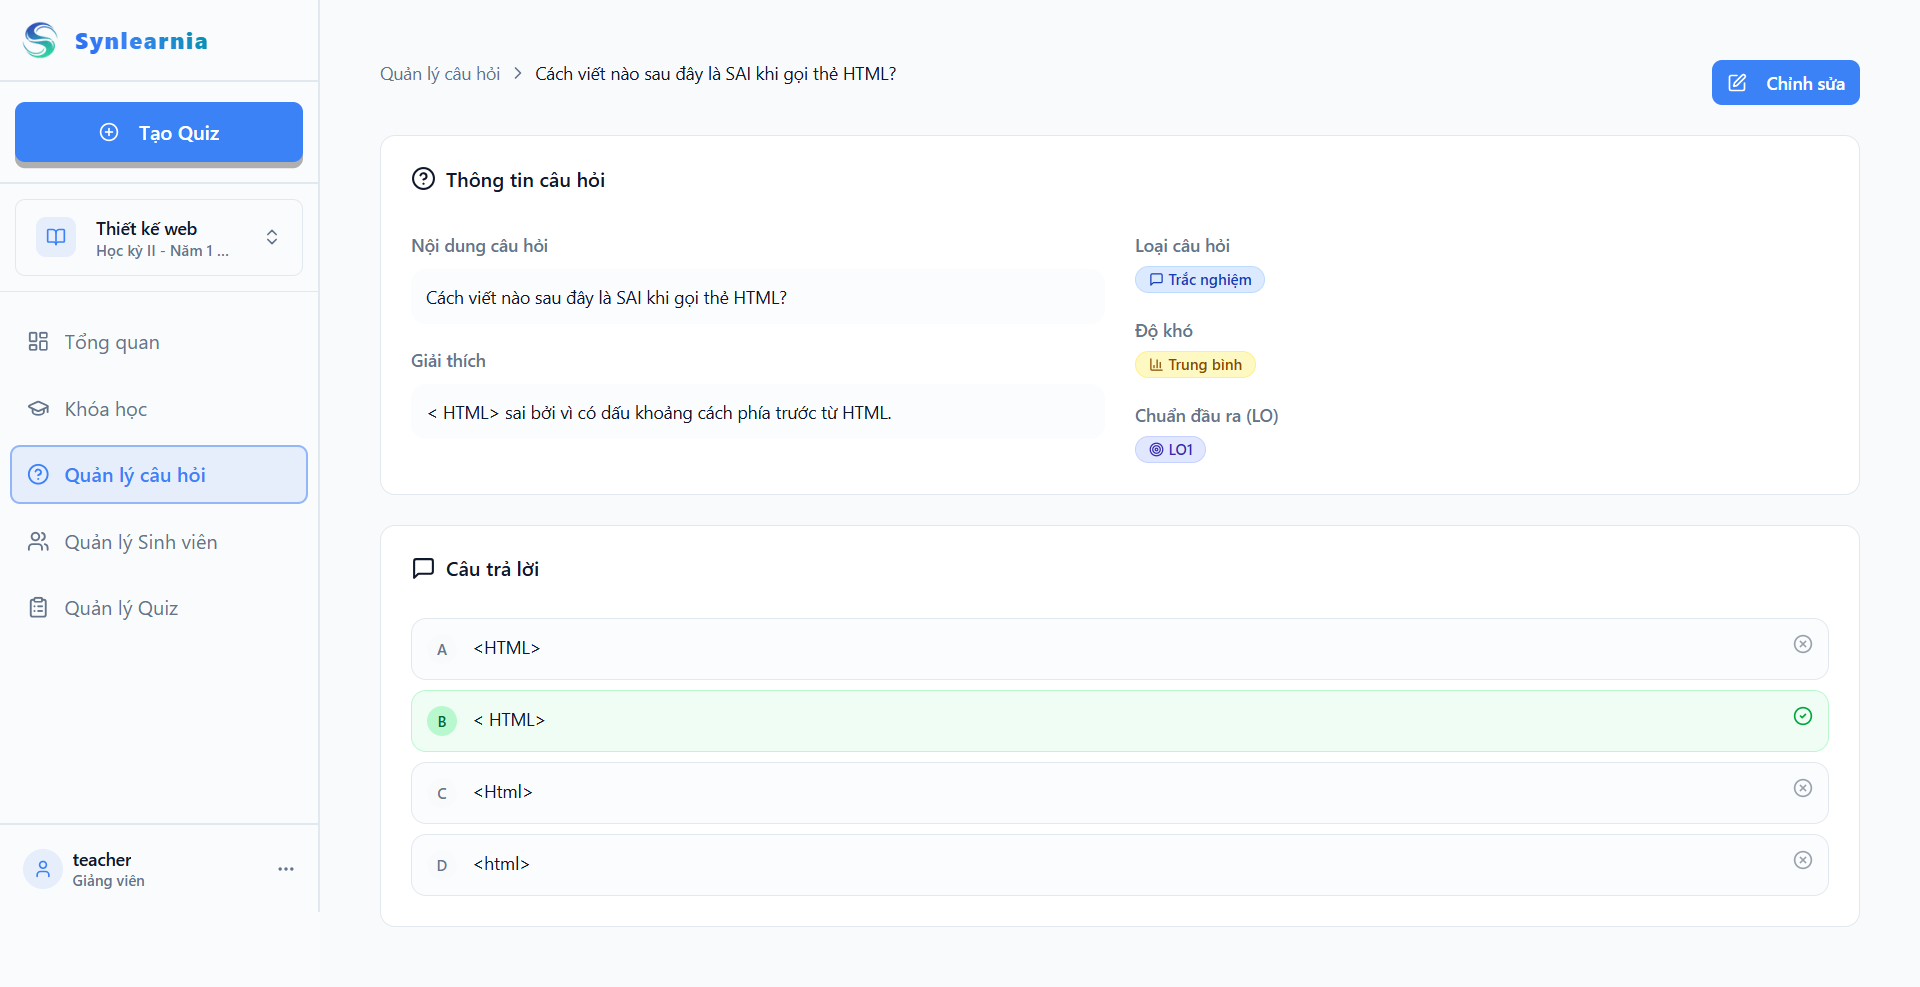 Synlearnia
Tạo Quiz
Thiết kế web
Học kỳ II - Năm 1 ...
Tổng quan
Khóa học
Quản lý câu hỏi
Quản lý Sinh viên
Quản lý Quiz
teacher
Giảng viên
Quản lý câu hỏi > Cách viết nào sau đây là SAI khi gọi thẻ HTML?
Chỉnh sửa
Thông tin câu hỏi
Nội dung câu hỏi
Cách viết nào sau đây là SAI khi gọi thẻ HTML?
Giải thích
< HTML> sai bởi vì có dấu khoảng cách phía trước từ HTML.
Loại câu hỏi
Trắc nghiệm
Độ khó
Trung bình
Chuẩn đầu ra (LO)
LO1
Câu trả lời
A <HTML>
B < HTML>
C <Html>
D <html>